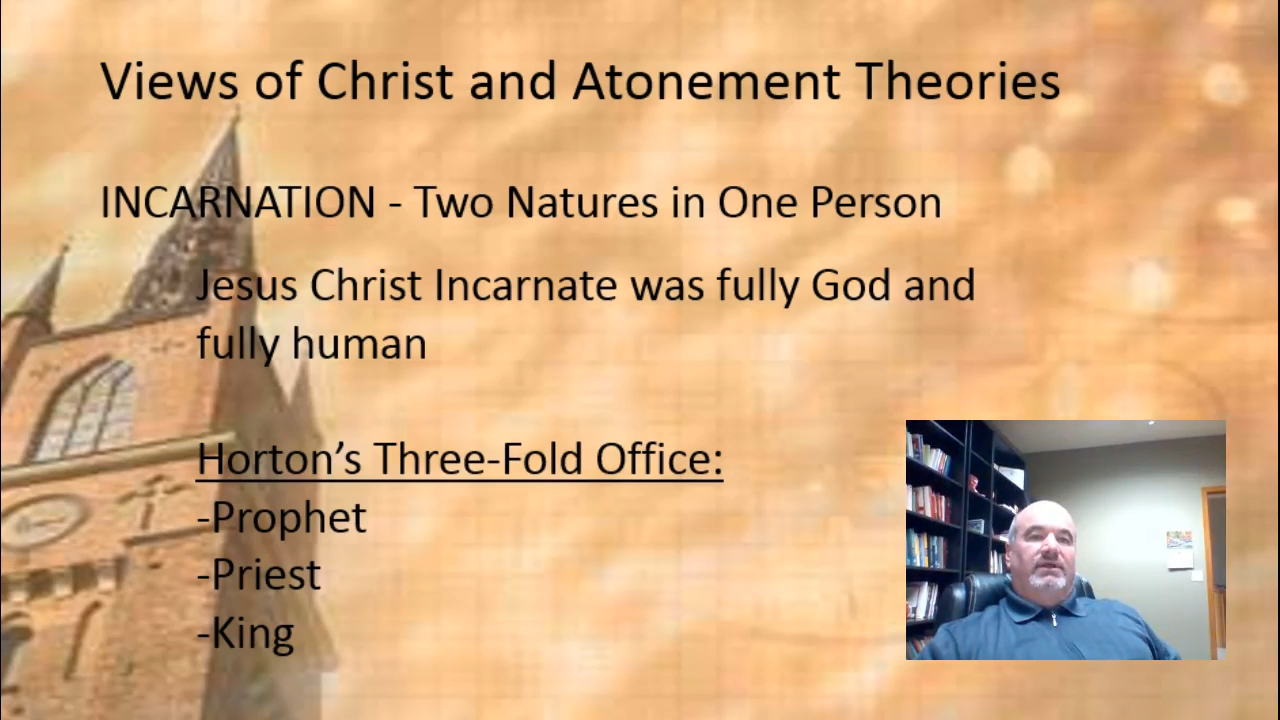 Views of Christ and Atonement Theories
INCARNATION - Two Natures in One Person
Jesus Christ Incarnate was fully God and
fully human
Horton’s Three-Fold Office:
-Prophet
-Priest
-King